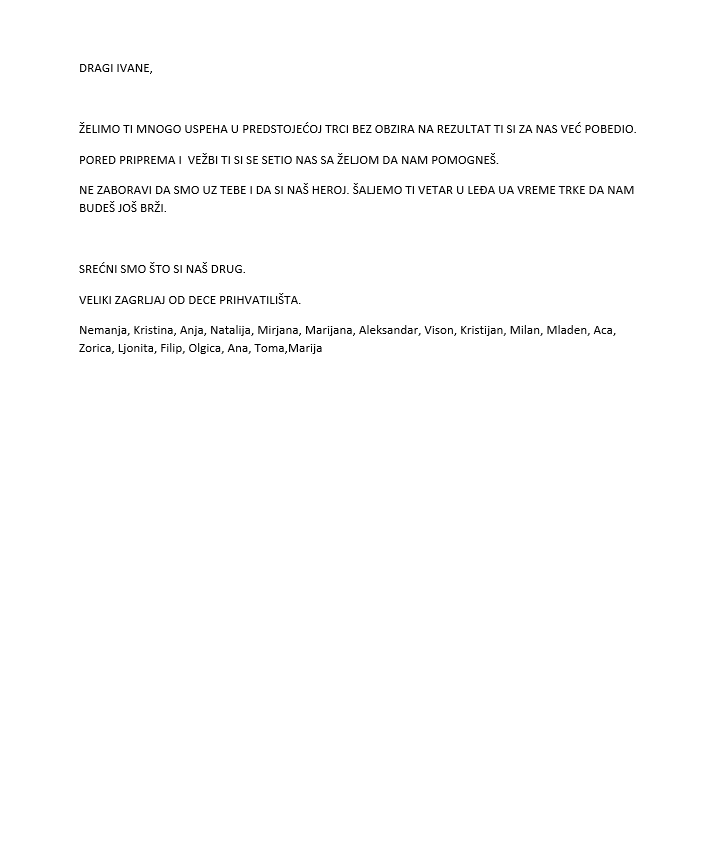 DRAGI IVANE,
ŽELIMO TI MNOGO USPEHA U PREDSTOJEĆOJ TRCI BEZ OBZIRA NA REZULTAT TI SI ZA NAS VEĆ POBEDIO.
PORED PRIPREMA I  VEŽBI TI SI SE SETIO NAS SA ŽELJOM DA NAM POMOGNEŠ.
NE ZABORAVI DA SMO UZ TEBE I DA SI NAŠ HEROJ. ŠALJEMO TI VETAR U LEĐA UA VREME TRKE DA NAM
BUDEŠ JOŠ BRŽI.
SREĆNI SMO ŠTO SI NAŠ DRUG.
VELIKI ZAGRLJAJ OD DECE PRIHVATILIŠTA.
Nemanja, Kristina, Anja, Natalija, Mirjana, Marijana, Aleksandar, Vison, Kristijan, Milan, Mladen, Aca,
Zorica, Ljonita, Filip, Olgica, Ana, Toma,Marija